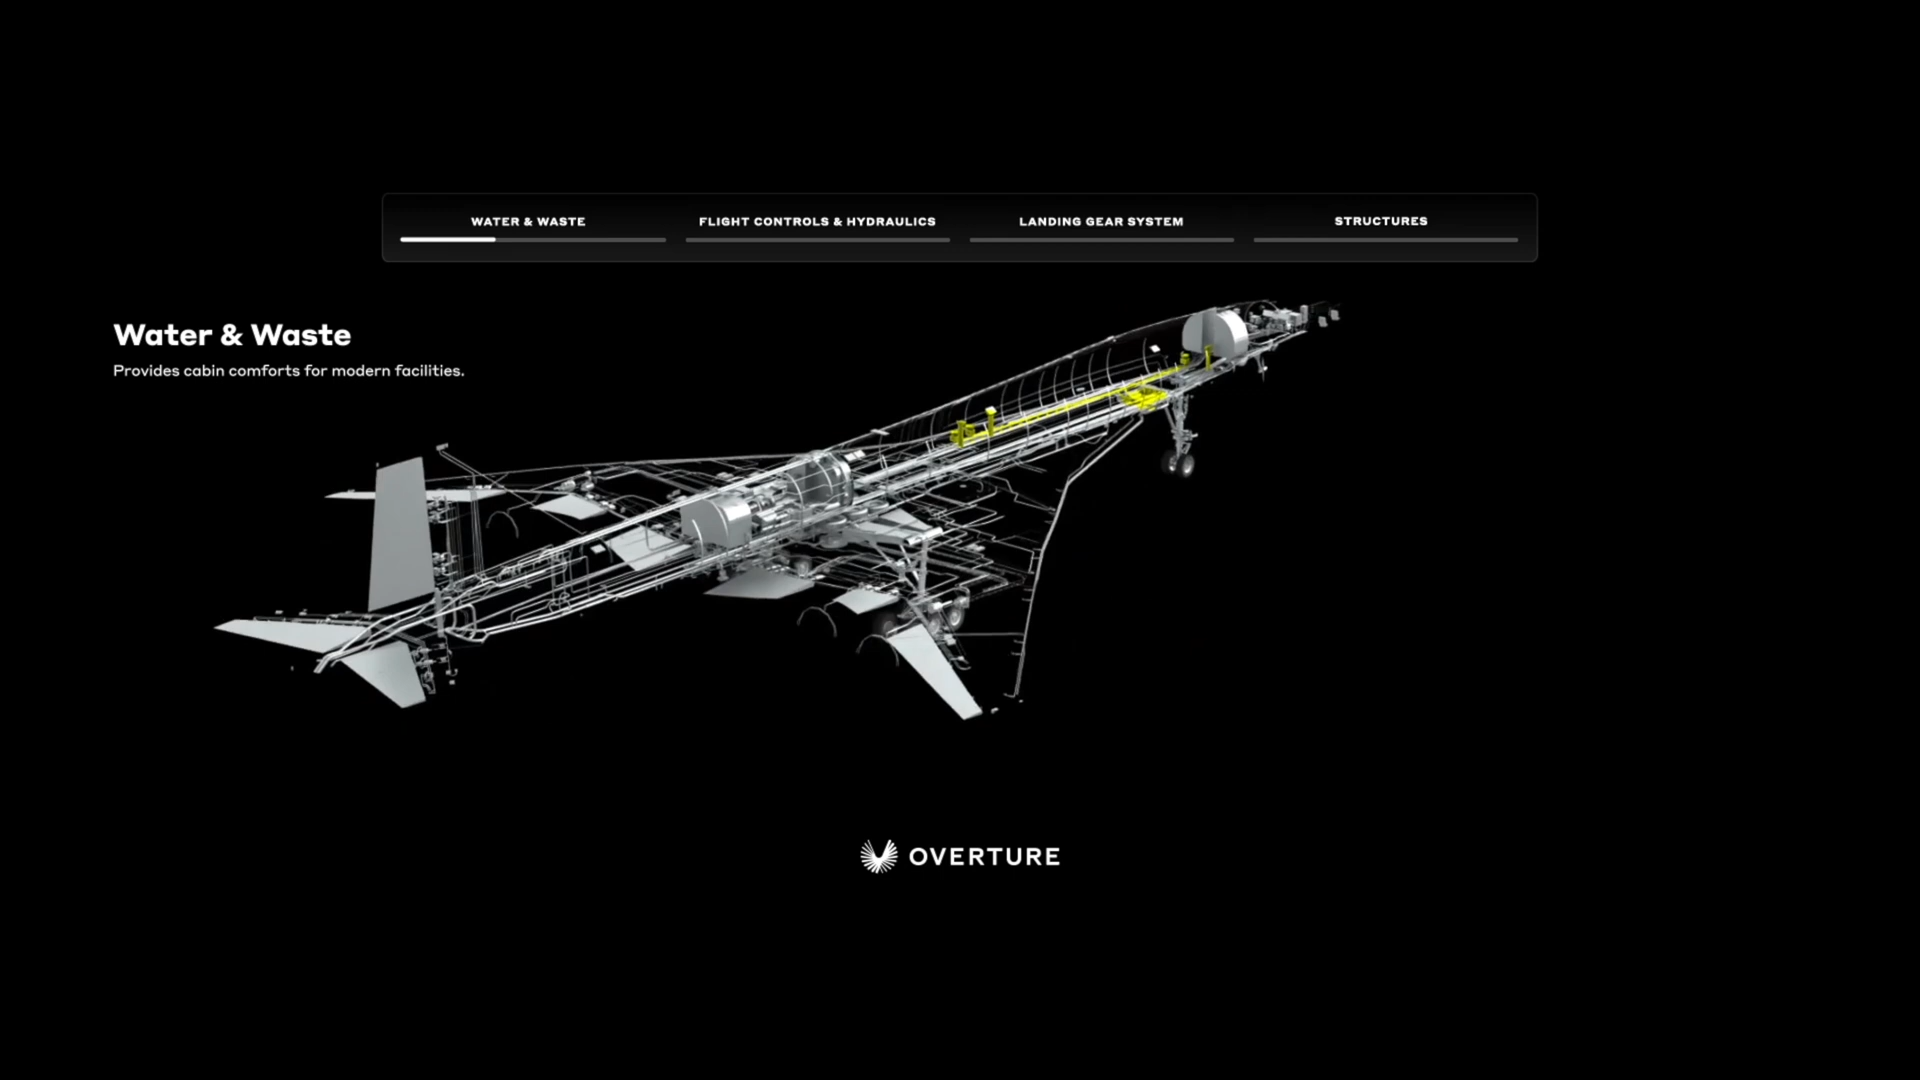 WATER & WASTE
FLIGHT CONTROLS & HYDRAULICS
LANDING GEAR SYSTEM
STRUCTURES
Water & Waste
Provides cabin comforts for modern facilities.
OVERTURE